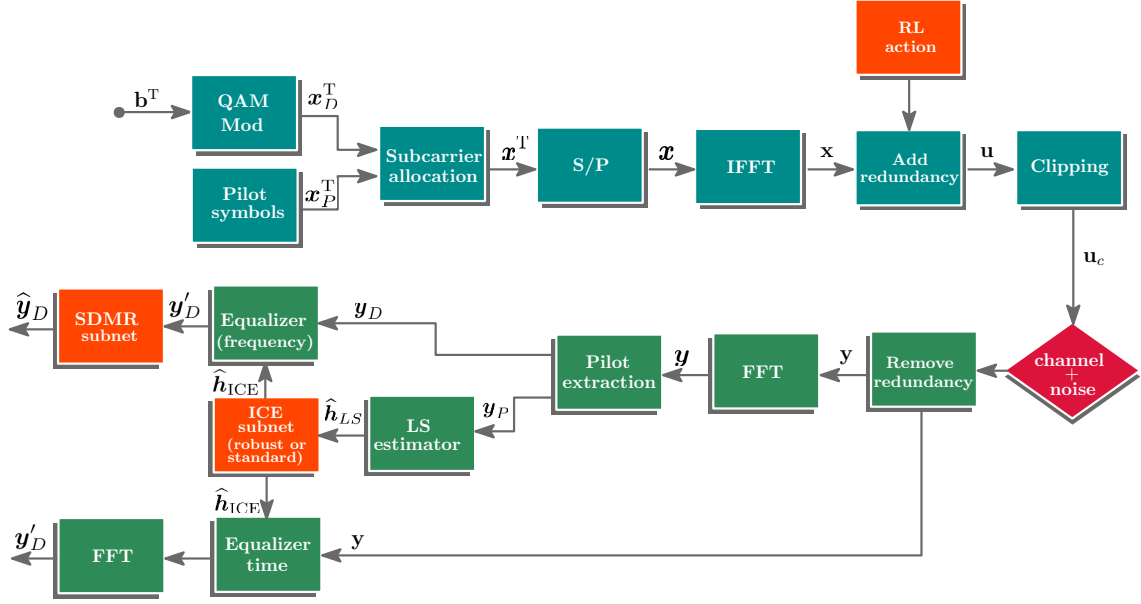 RL
action
b^T
QAM
Mod
x_D^T
Pilot
symbols
x_P^T
Subcarrier
allocation
x^T
S/P
x
IFFT
x
Add
redundancy
u
Clipping
u_c
channel
+
noise
Remove
redundancy
y
FFT
y
Pilot
extraction
y_D
Equalizer
(frequency)
y′_D
SDMR
subnet
ŷ_D
y_P
LS
estimator
ĥ_LS
ICE
subnet
(robust or
standard)
ĥ_ICE
ĥ_ICE
y
Equalizer
time
FFT
y′_D